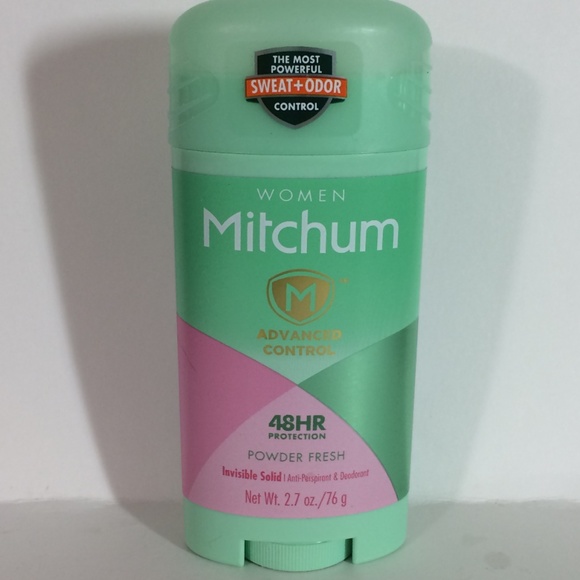 THE MOST
POWERFUL
SWEAT+ODOR
CONTROL
WOMEN
Mitchum
M
ADVANCED
CONTROL
48HR
PROTECTION
POWDER FRESH
Invisible Solid | Anti-Perspirant & Deodorant
Net Wt. 2.7 oz./76 g